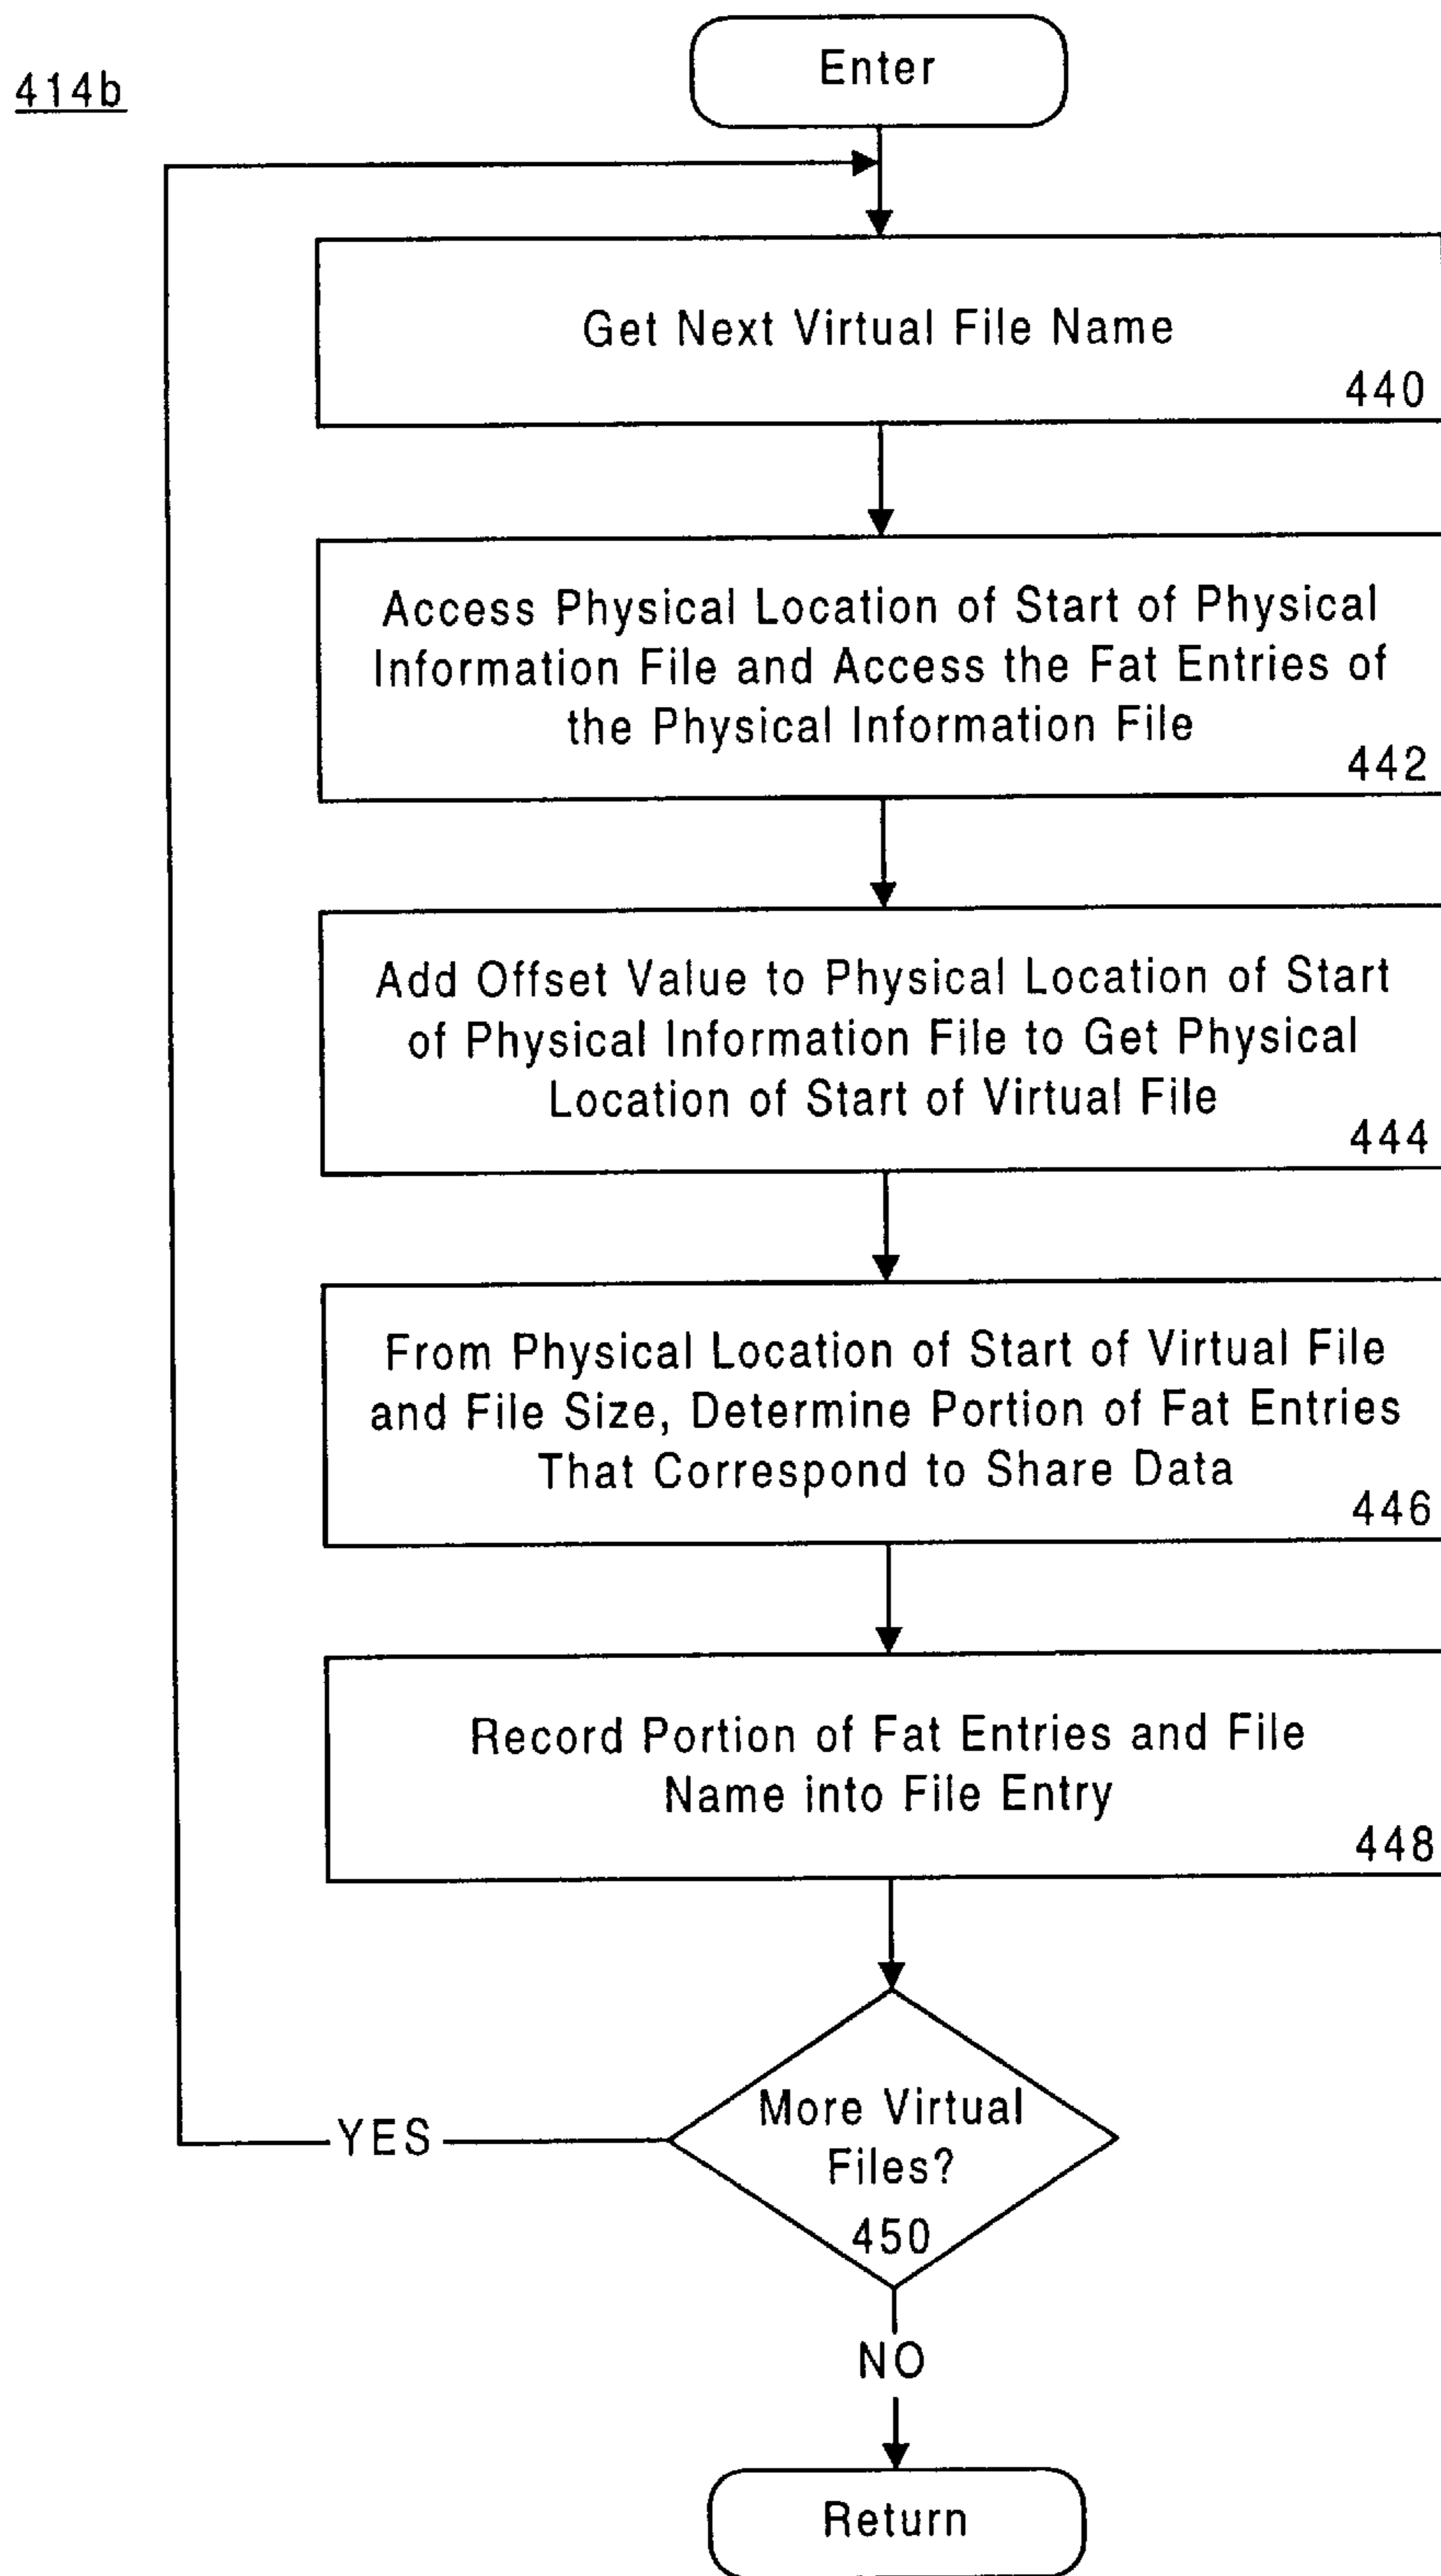 414b
Enter
Get Next Virtual File Name
440
Access Physical Location of Start of Physical
Information File and Access the Fat Entries of
the Physical Information File
442
Add Offset Value to Physical Location of Start
of Physical Information File to Get Physical
Location of Start of Virtual File
444
From Physical Location of Start of Virtual File
and File Size, Determine Portion of Fat Entries
That Correspond to Share Data
446
Record Portion of Fat Entries and File
Name into File Entry
448
More Virtual
Files?
450
YES
NO
Return